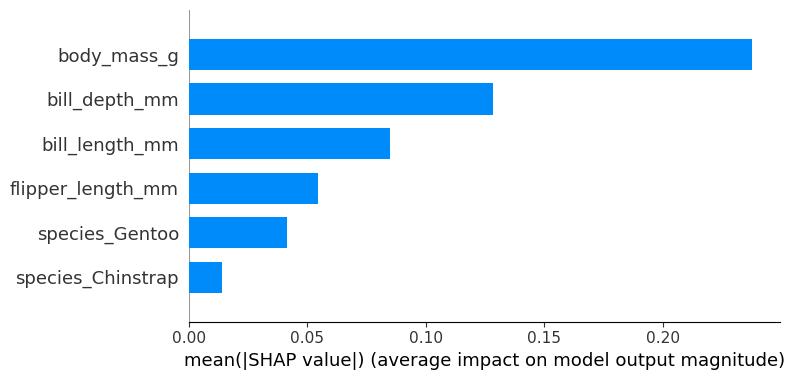 body_mass_g
bill_depth_mm
bill_length_mm
flipper_length_mm
species_Gentoo
species_Chinstrap
0.00 0.05 0.10 0.15 0.20
mean(|SHAP value|) (average impact on model output magnitude)